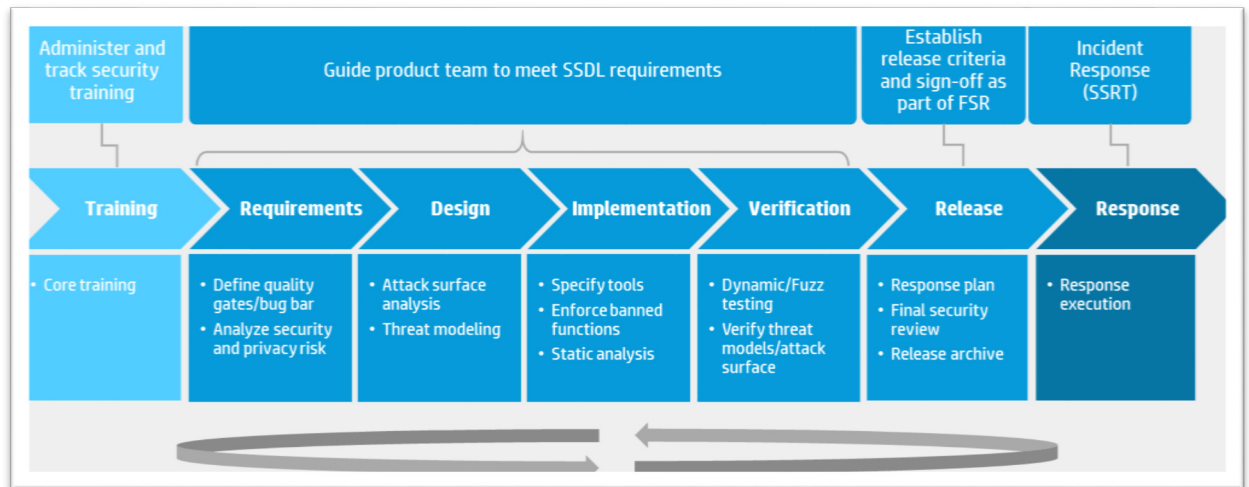 Administer and
track security
training
Guide product team to meet SSDL requirements
Establish
release criteria
and sign-off as
part of FSR
Incident
Response
(SSRT)
Training
Requirements
Design
Implementation
Verification
Release
Response
• Core training
• Define quality
gates/bug bar
• Analyze security
and privacy risk
• Attack surface
analysis
• Threat modeling
• Specify tools
• Enforce banned
functions
• Static analysis
• Dynamic/Fuzz
testing
• Verify threat
models/attack
surface
• Response plan
• Final security
review
• Release archive
• Response
execution